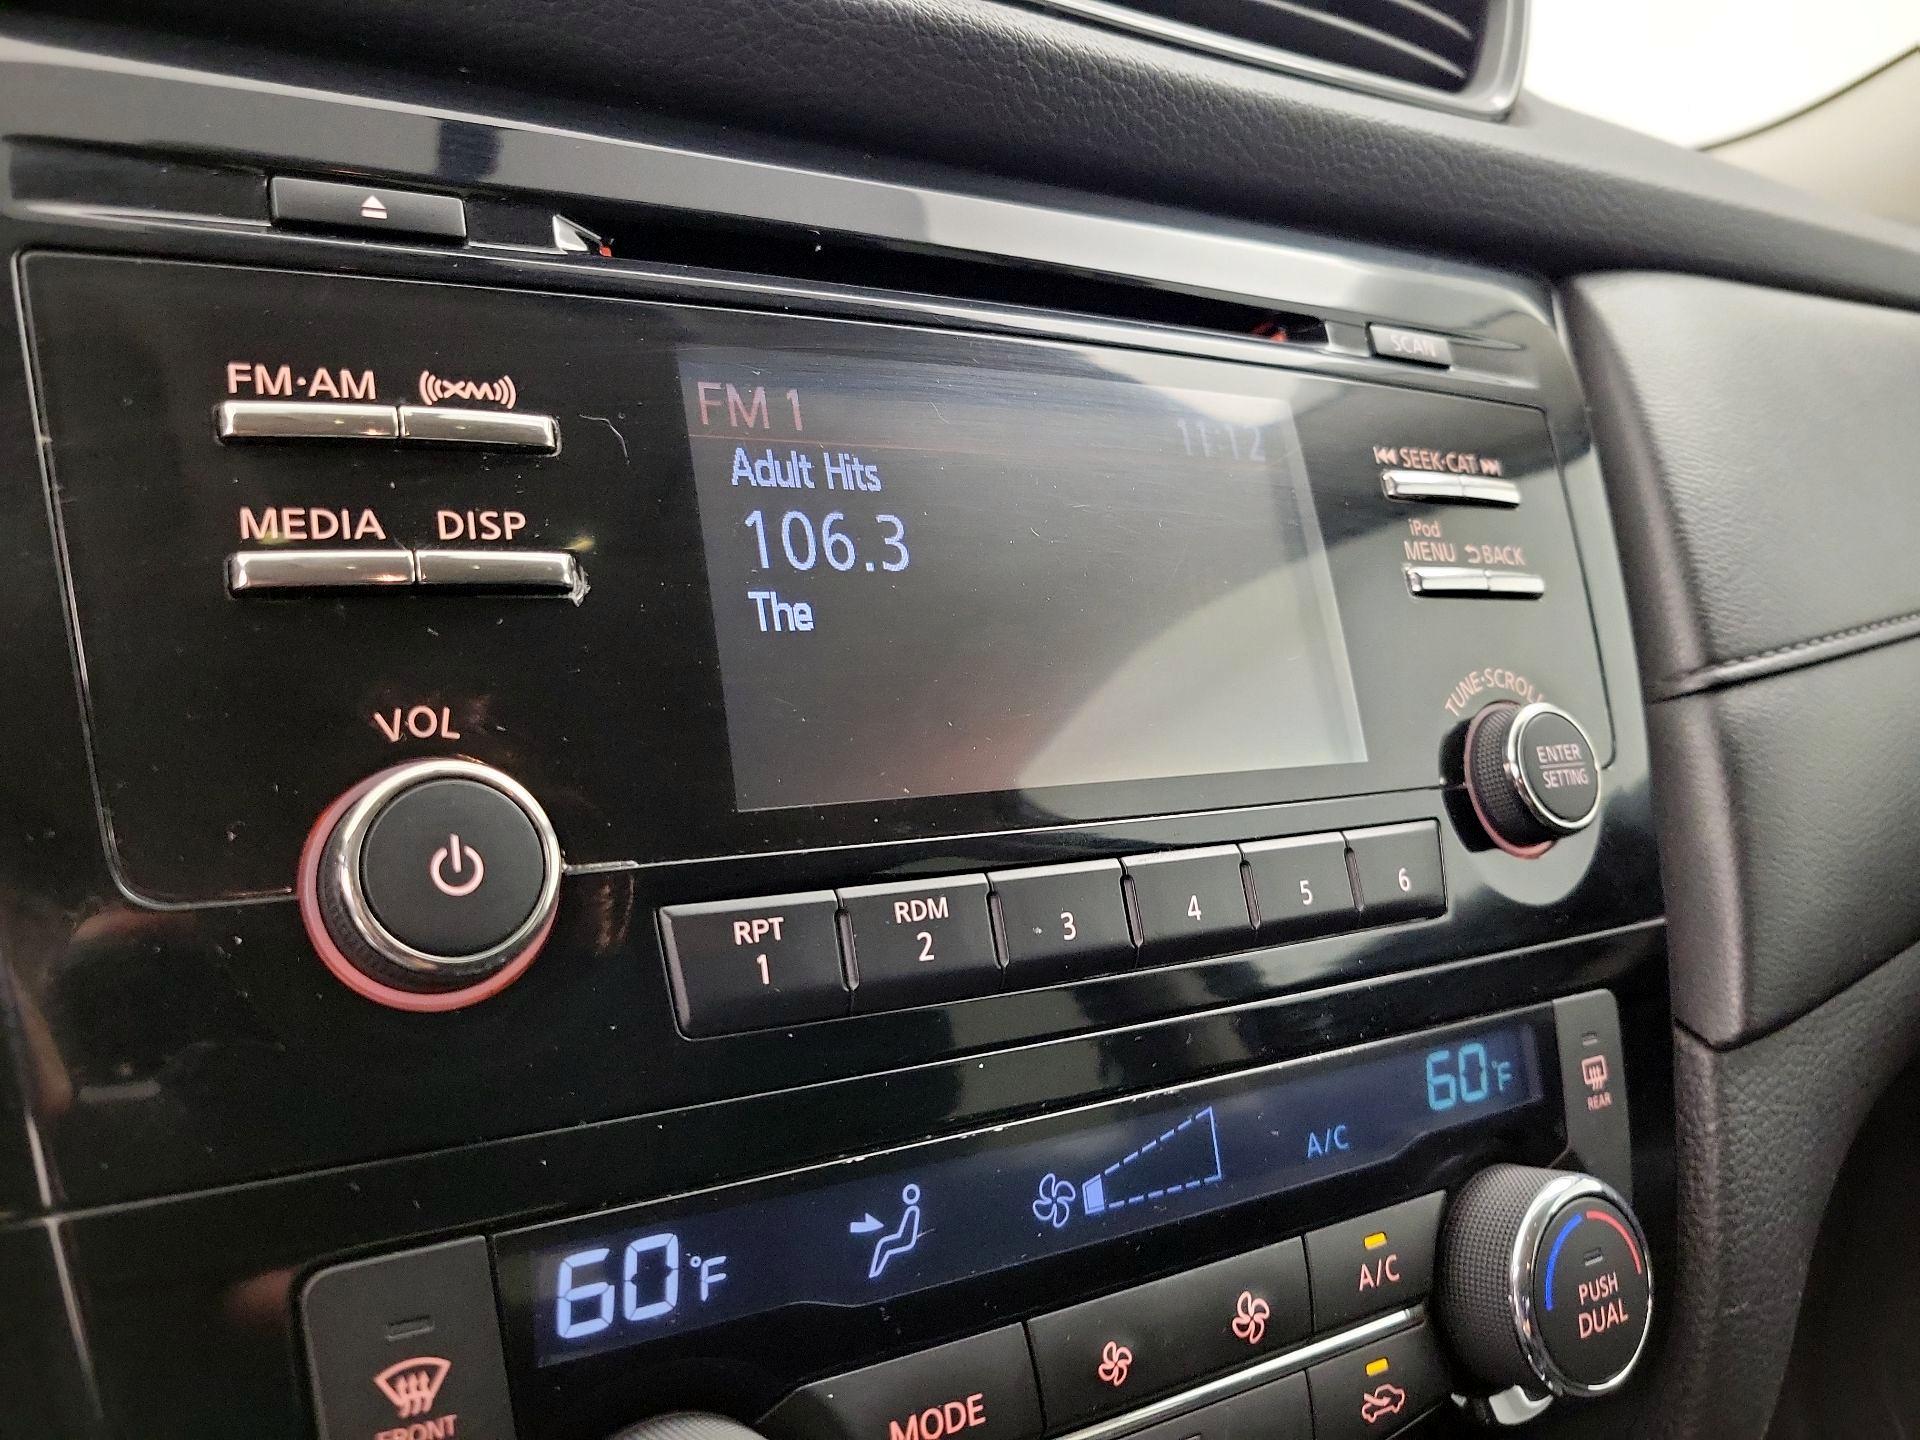 SCAN
FM·AM
XM
FM 1
11:12
Adult Hits
106.3
The
SEEK·CAT
MEDIA
DISP
iPod
MENU
BACK
VOL
TUNE·SCROLL
ENTER
SETTING
RPT
1
RDM
2
3
4
5
6
60°F
A/C
60°F
REAR
A/C
PUSH
DUAL
FRONT
MODE